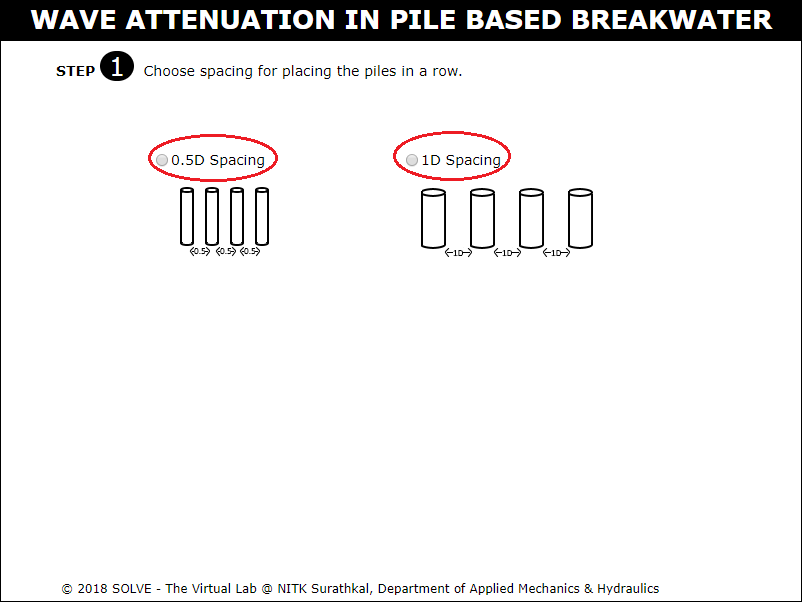 WAVE ATTENUATION IN PILE BASED BREAKWATER
STEP 1 Choose spacing for placing the piles in a row.
0.5D Spacing 1D Spacing
0.5 0.5 0.5 1D 1D 1D
© 2018 SOLVE - The Virtual Lab @ NITK Surathkal, Department of Applied Mechanics & Hydraulics